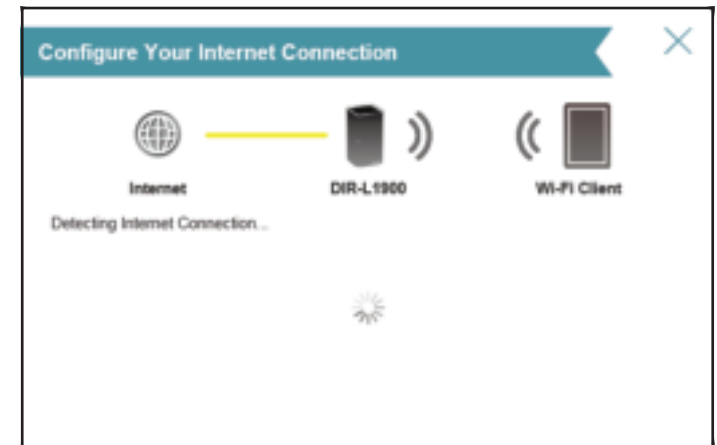 Configure Your Internet Connection
Internet DIR-L1900 Wi-Fi Client
Detecting Internet Connection...